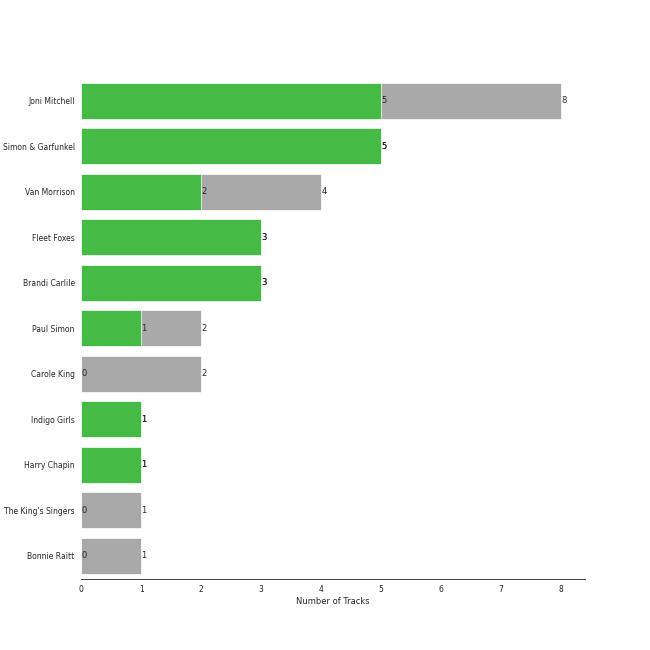 Joni Mitchell 5 8
Simon & Garfunkel 5
Van Morrison 2 4
Fleet Foxes 3
Brandi Carlile 3
Paul Simon 1 2
Carole King 0 2
Indigo Girls 1
Harry Chapin 1
The King's Singers 0 1
Bonnie Raitt 0 1
0 1 2 3 4 5 6 7 8
Number of Tracks